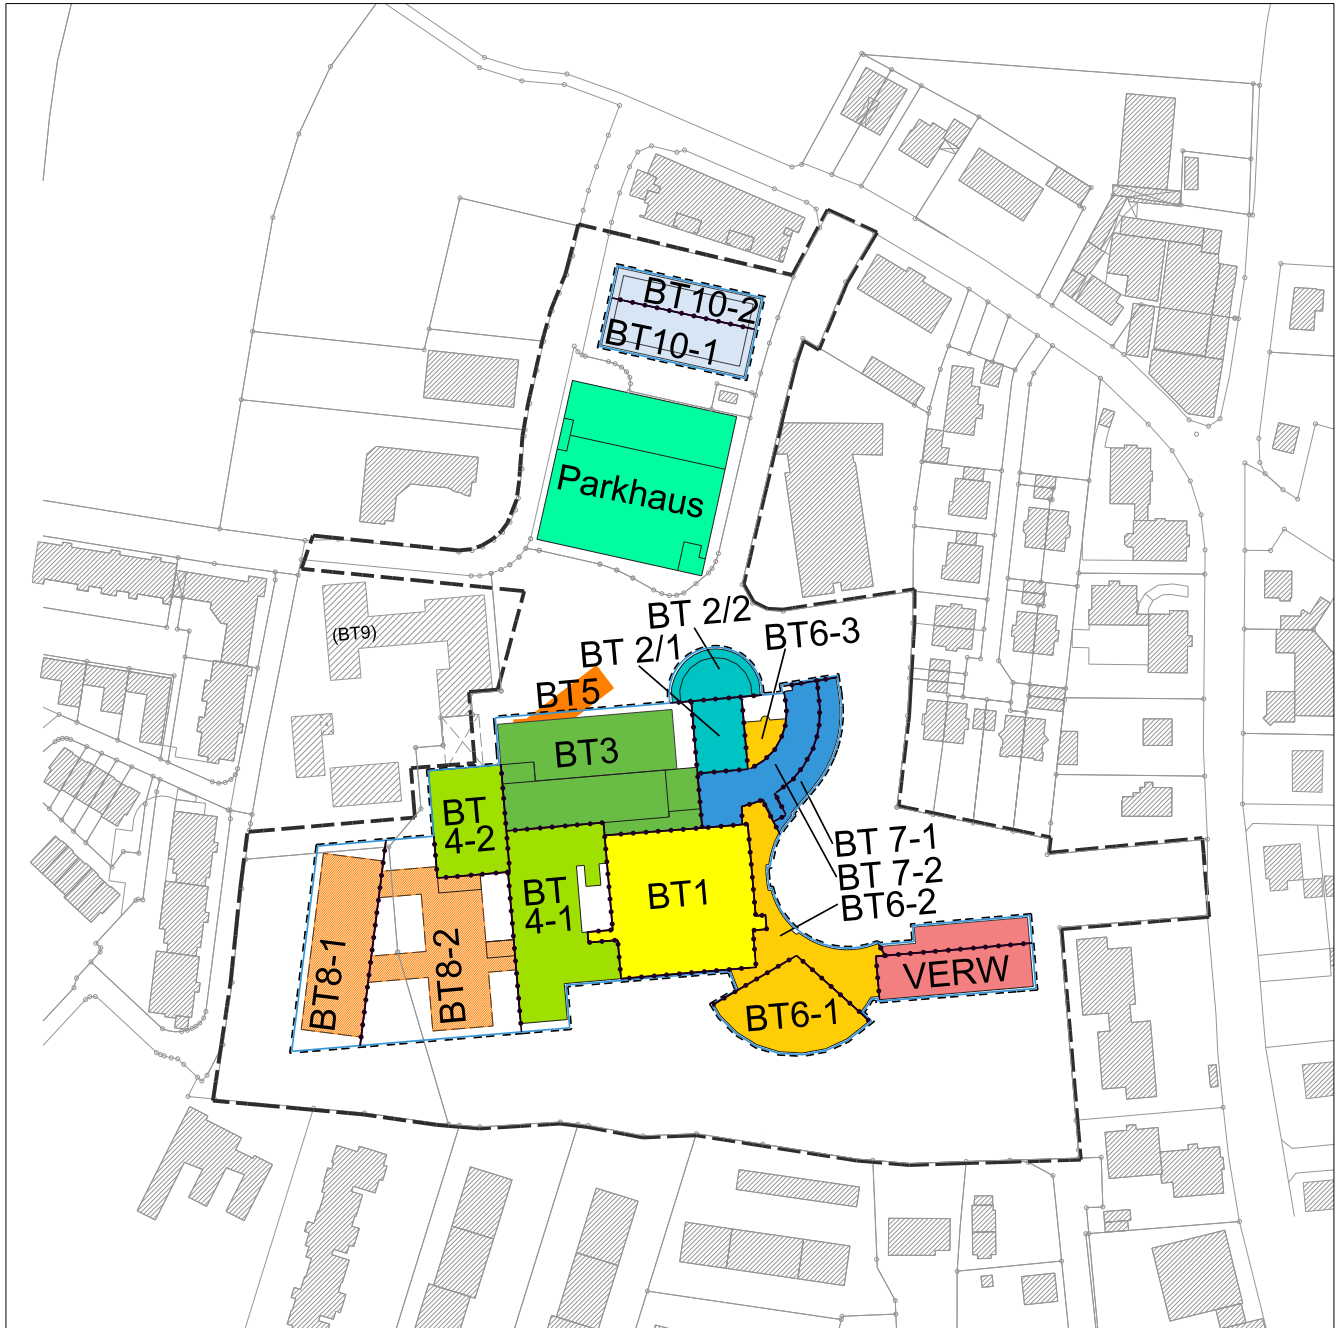 BT10-2
BT10-1
Parkhaus
BT 2/2
BT6-3
(BT9)
BT 2/1
BT5
BT3
BT
4-2
BT 7-1
BT 7-2
BT
4-1
BT1
BT6-2
BT8-1
BT8-2
VERW
BT6-1